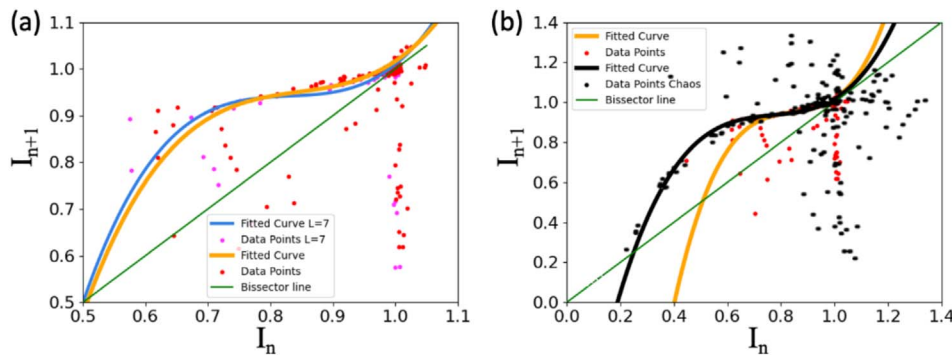 (a)
1.1
1.0
0.9
0.8
0.7
0.6
0.5
I_{n+1}
Fitted Curve L=7
Data Points L=7
Fitted Curve
Data Points
Bissector line
0.5 0.6 0.7 0.8 0.9 1.0 1.1
I_n
(b)
1.4
1.2
1.0
0.8
0.6
0.4
0.2
0.0
I_{n+1}
Fitted Curve
Data Points
Fitted Curve
Data Points Chaos
Bissector line
0.0 0.2 0.4 0.6 0.8 1.0 1.2 1.4
I_n